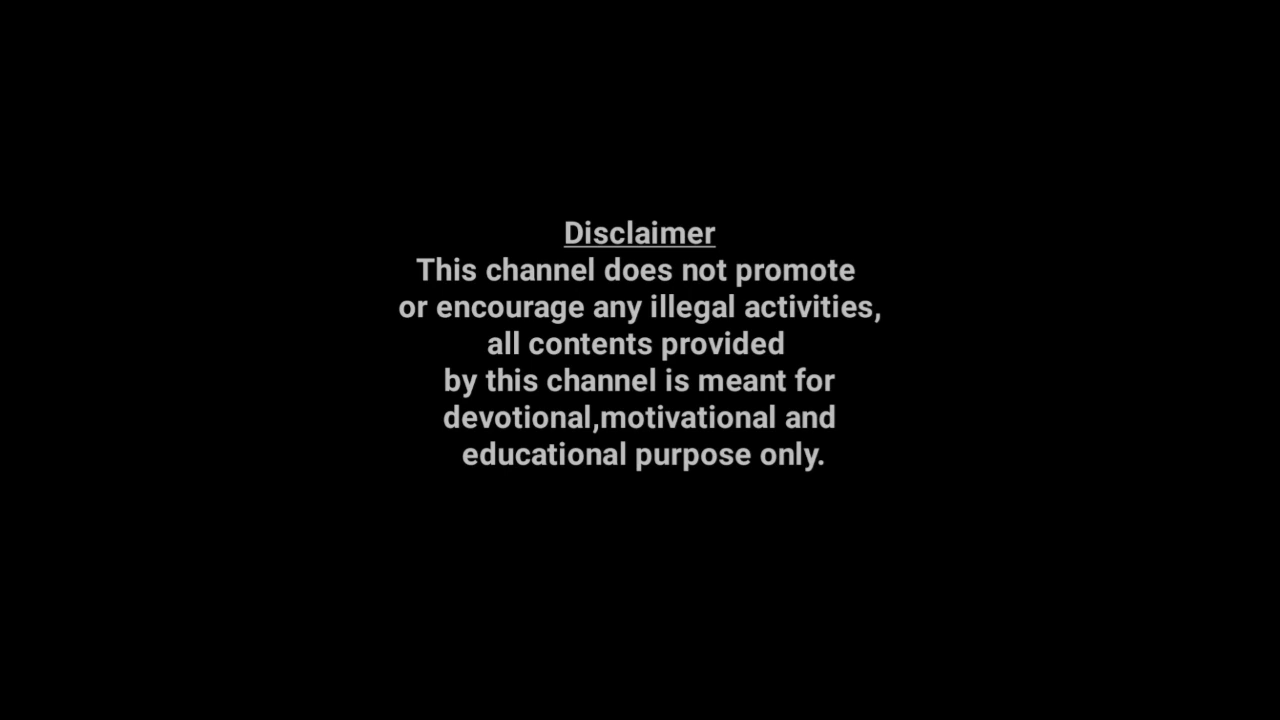 Disclaimer
This channel does not promote
or encourage any illegal activities,
all contents provided
by this channel is meant for
devotional,motivational and
educational purpose only.